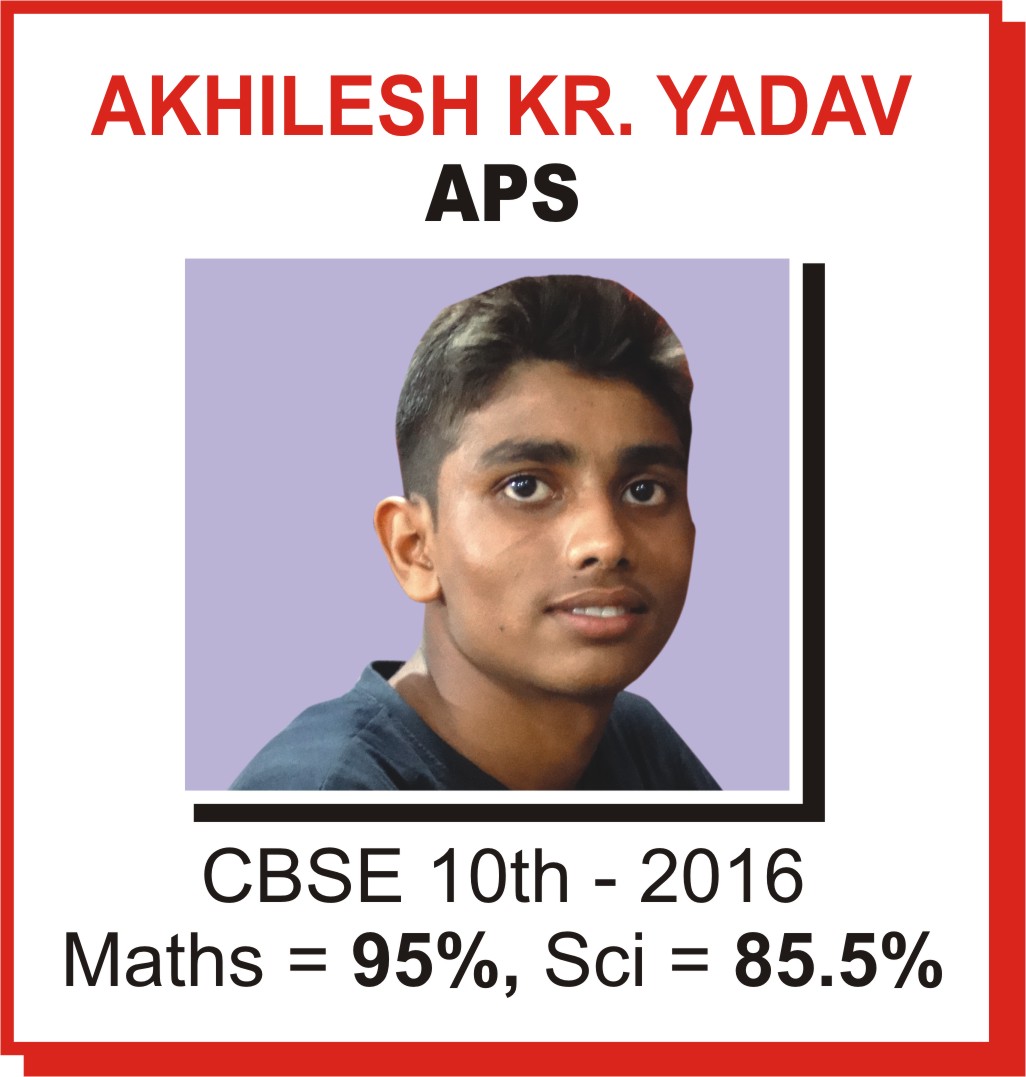 AKHILESH KR. YADAV
APS
CBSE 10th - 2016
Maths = 95%, Sci = 85.5%